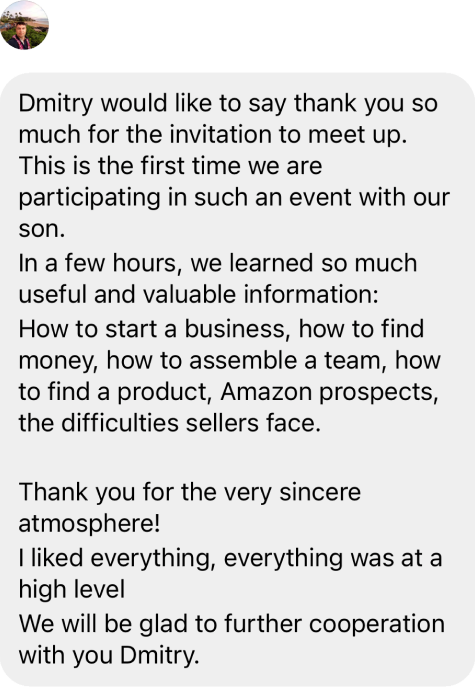 Dmitry would like to say thank you so
much for the invitation to meet up.
This is the first time we are
participating in such an event with our
son.
In a few hours, we learned so much
useful and valuable information:
How to start a business, how to find
money, how to assemble a team, how
to find a product, Amazon prospects,
the difficulties sellers face.
Thank you for the very sincere
atmosphere!
I liked everything, everything was at a
high level
We will be glad to further cooperation
with you Dmitry.